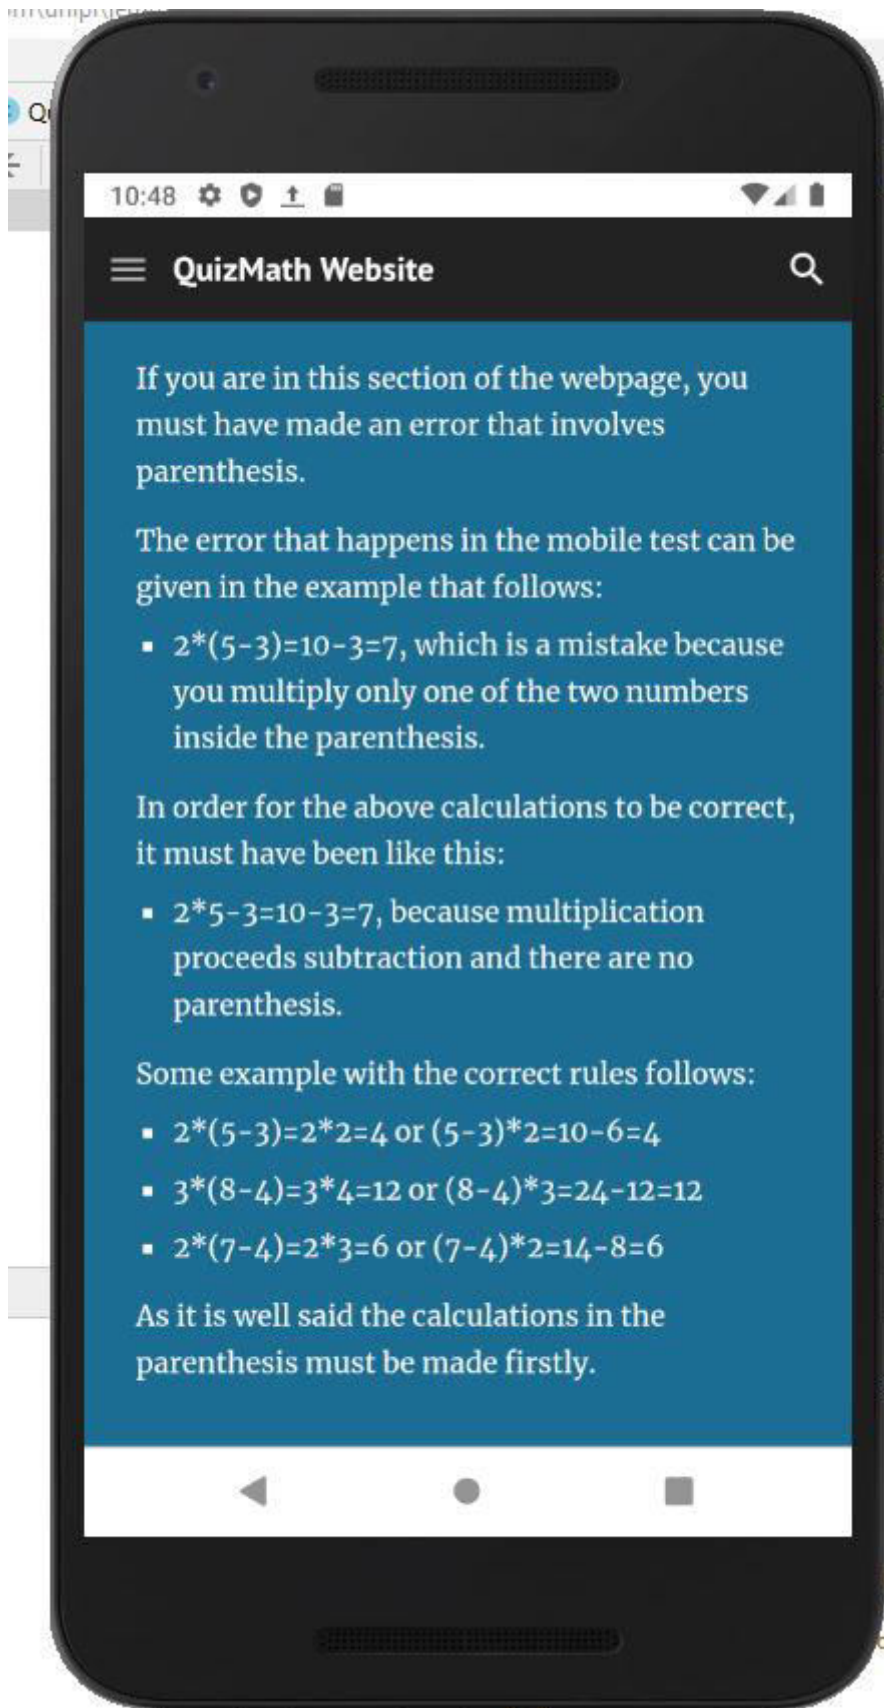 10:48
QuizMath Website
If you are in this section of the webpage, you
must have made an error that involves
parenthesis.
The error that happens in the mobile test can be
given in the example that follows:
▪ 2*(5-3)=10-3=7, which is a mistake because
you multiply only one of the two numbers
inside the parenthesis.
In order for the above calculations to be correct,
it must have been like this:
▪ 2*5-3=10-3=7, because multiplication
proceeds subtraction and there are no
parenthesis.
Some example with the correct rules follows:
▪ 2*(5-3)=2*2=4 or (5-3)*2=10-6=4
▪ 3*(8-4)=3*4=12 or (8-4)*3=24-12=12
▪ 2*(7-4)=2*3=6 or (7-4)*2=14-8=6
As it is well said the calculations in the
parenthesis must be made firstly.